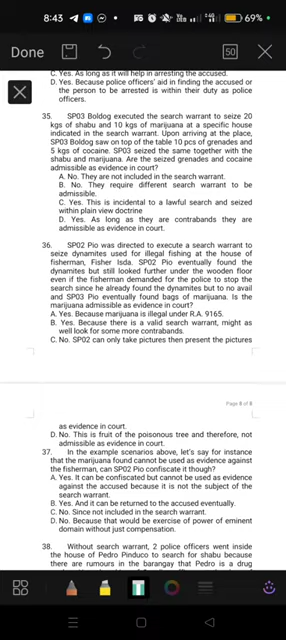 8:43
69%
Done
50
C. Yes. As long as it will help in arresting the accused.
D. Yes. Because police officers' aid in finding the accused or
the person to be arrested is within their duty as police
officers.
35. SP03 Boldog executed the search warrant to seize 20
kgs of shabu and 10 kgs of marijuana at a specific house
indicated in the search warrant. Upon arriving at the place,
SP03 Boldog saw on top of the table 10 pcs of grenades and
5 kgs of cocaine. SP03 seized the same together with the
shabu and marijuana. Are the seized grenades and cocaine
admissible as evidence in court?
A. No. They are not included in the search warrant.
B. No. They require different search warrant to be
admissible.
C. Yes. This is incidental to a lawful search and seized
within plain view doctrine
D. Yes. As long as they are contrabands they are
admissible as evidence in court.
36. SP02 Pio was directed to execute a search warrant to
seize dynamites used for illegal fishing at the house of
fisherman, Fisher Isda. SP02 Pio eventually found the
dynamites but still looked further under the wooden floor
even if the fisherman demanded for the police to stop the
search since he already found the dynamites but to no avail
and SP03 Pio eventually found bags of marijuana. Is the
marijuana admissible as evidence in court?
A. Yes. Because marijuana is illegal under R.A. 9165.
B. Yes. Because there is a valid search warrant, might as
well look for some more contrabands.
C. No. SP02 can only take pictures then present the pictures
Page 8 of 8
as evidence in court.
D. No. This is fruit of the poisonous tree and therefore, not
admissible as evidence in court.
37. In the example scenarios above, let's say for instance
that the marijuana found cannot be used as evidence against
the fisherman, can SP02 Pio confiscate it though?
A. Yes. It can be confiscated but cannot be used as evidence
against the accused because it is not the subject of the
search warrant.
B. Yes. And it can be returned to the accused eventually.
C. No. Since not included in the search warrant.
D. No. Because that would be exercise of power of eminent
domain without just compensation.
38. Without search warrant, 2 police officers went inside
the house of Pedro Pinduco to search for shabu because
there are rumours in the barangay that Pedro is a drug